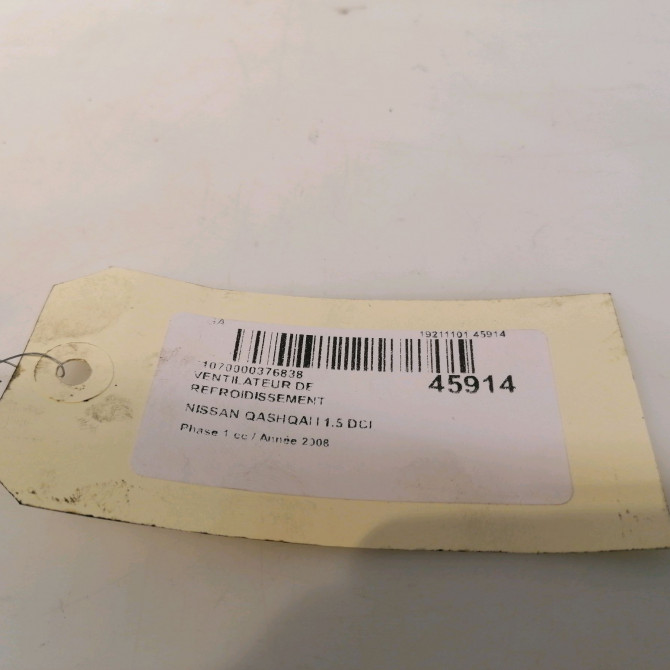 19211101 45914
1070000376838
VENTILATEUR DE
REFROIDISSEMENT
45914
NISSAN QASHQAI I 1.5 DCI
Phase 1 cc / Année 2008